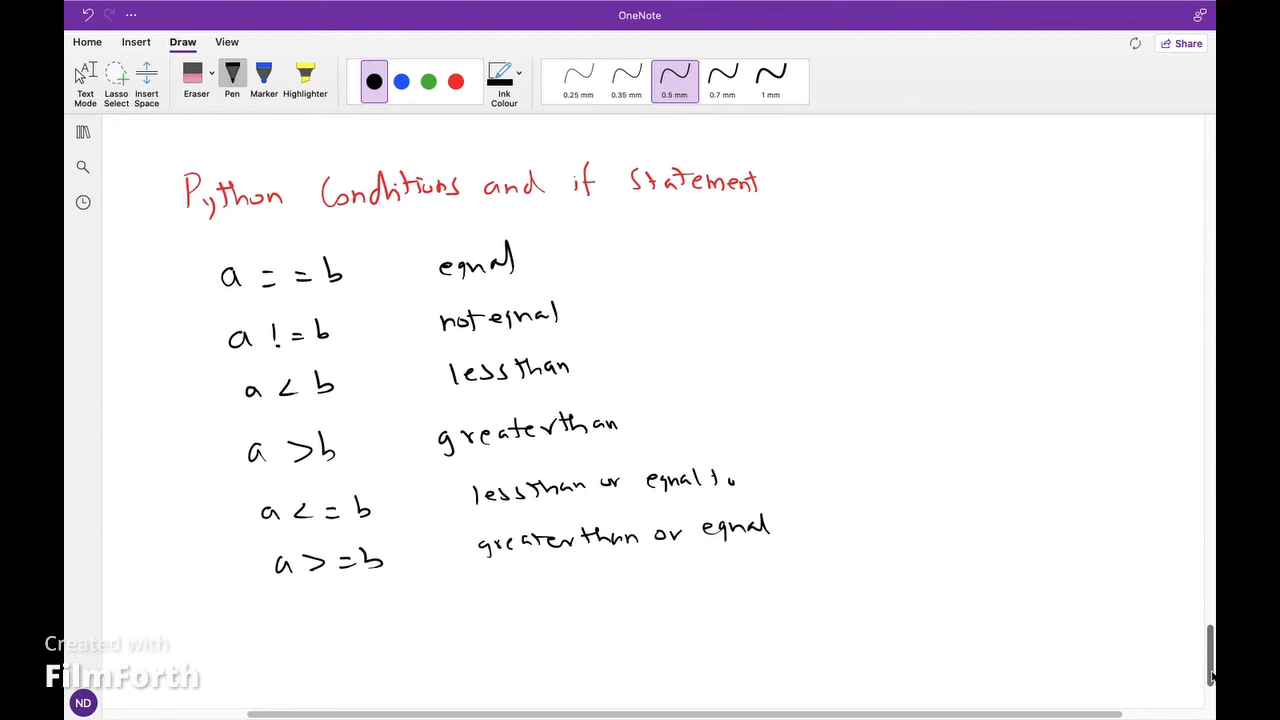 OneNote
Home Insert Draw View
Share
Text Mode
Lasso Select
Insert Space
Eraser
Pen
Marker
Highlighter
Ink Colour
0.25 mm
0.35 mm
0.5 mm
0.7 mm
1 mm
Python Conditions and if statement
a == b equal
a != b not equal
a < b less than
a > b greater than
a <= b less than or equal to
a >= b greater than or equal
Created with
FilmForth
ND